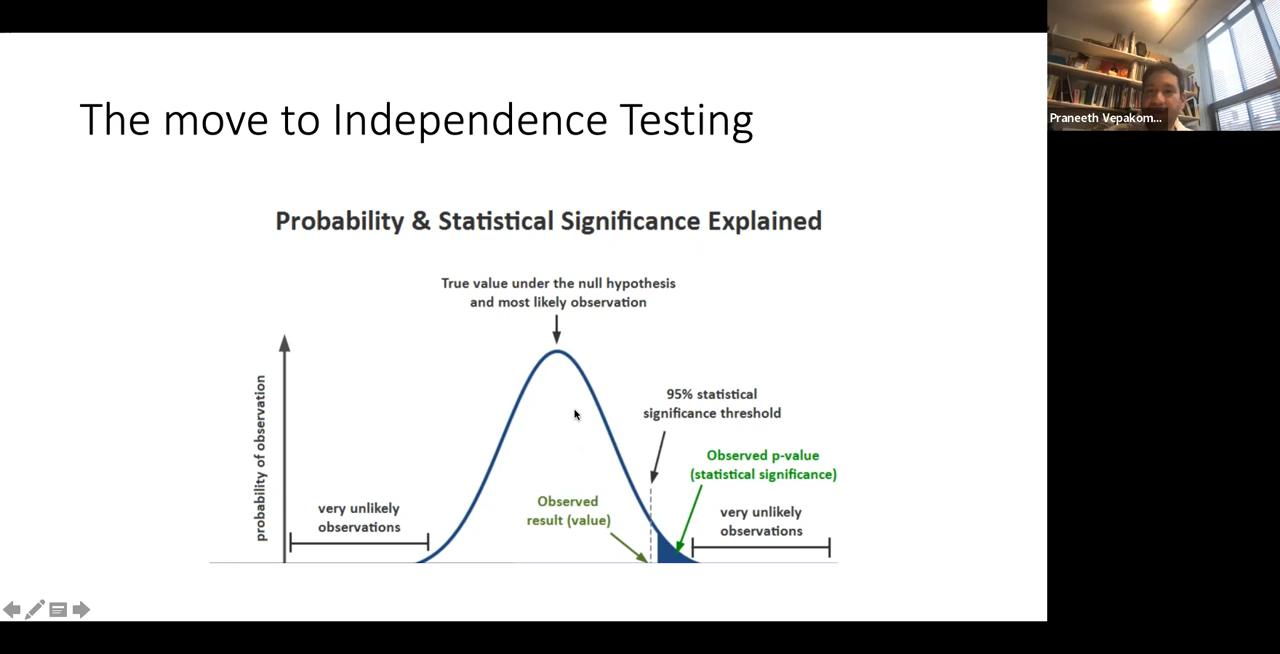 The move to Independence Testing
Praneeth Vepakom...
Probability & Statistical Significance Explained
True value under the null hypothesis
and most likely observation
95% statistical
significance threshold
Observed p-value
(statistical significance)
probability of observation
very unlikely
observations
Observed
result (value)
very unlikely
observations